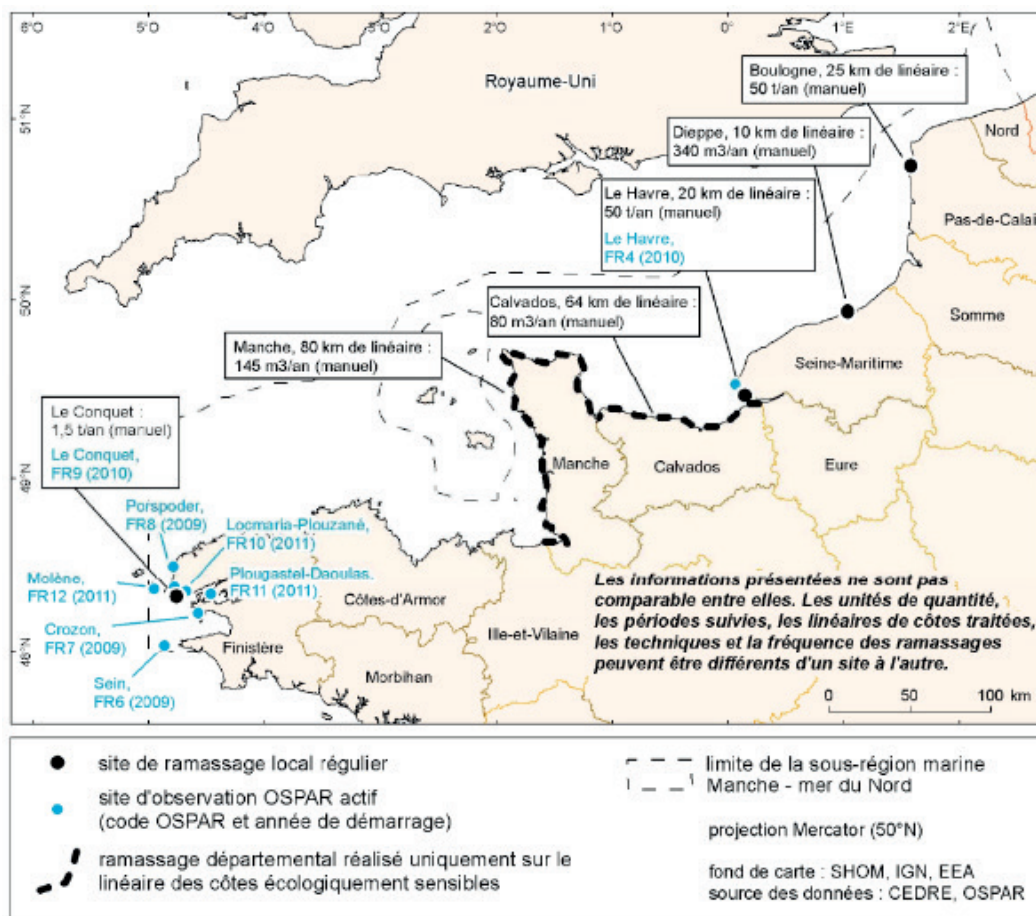 6°O
5°O
4°O
2°O
1°O
0°
1°E
2°E
51°N
50°N
49°N
48°N
Royaume-Uni
Boulogne, 25 km de linéaire :
50 t/an (manuel)
Nord
Dieppe, 10 km de linéaire :
340 m3/an (manuel)
Le Havre, 20 km de linéaire :
50 t/an (manuel)
Le Havre,
FR4 (2010)
Pas-de-Calai
Calvados, 64 km de linéaire :
80 m3/an (manuel)
Somme
Manche, 80 km de linéaire :
145 m3/an (manuel)
Seine-Maritime
Le Conquet :
1,5 t/an (manuel)
Le Conquet,
FR9 (2010)
Manche
Calvados
Eure
Porspoder,
FR8 (2009)
Locmaria-Plouzané,
FR10 (2011)
Molène,
FR12 (2011)
Plougastel-Daoulas,
FR11 (2011)
Côtes-d'Armor
Crozon,
FR7 (2009)
Finistère
Ille-et-Vilaine
Morbihan
Sein,
FR6 (2009)
Les informations présentées ne sont pas
comparable entre elles. Les unités de quantité,
les périodes suivies, les linéaires de côtes traitées,
les techniques et la fréquence des ramassages
peuvent être différents d'un site à l'autre.
0 50 100 km
site de ramassage local régulier
site d'observation OSPAR actif
(code OSPAR et année de démarrage)
ramassage départemental réalisé uniquement sur le
linéaire des côtes écologiquement sensibles
limite de la sous-région marine
Manche - mer du Nord
projection Mercator (50°N)
fond de carte : SHOM, IGN, EEA
source des données : CEDRE, OSPAR